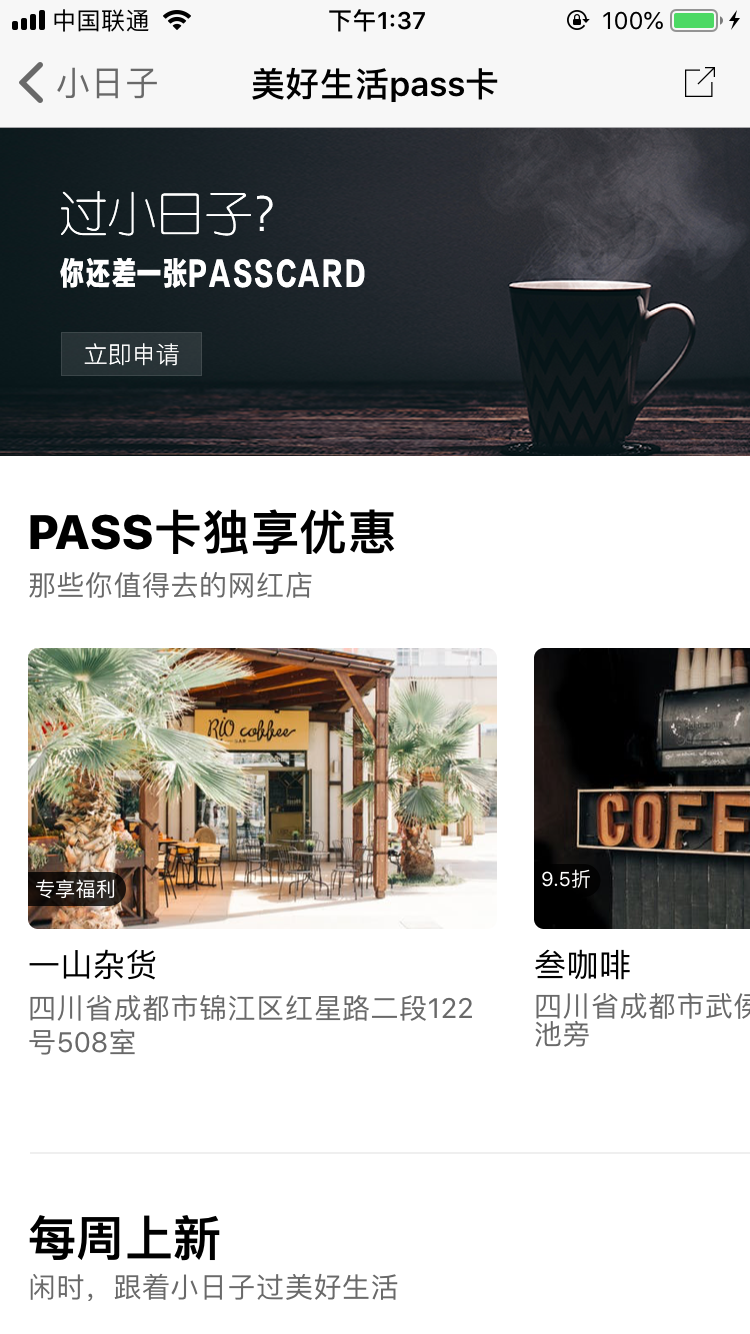 中国联通
下午1:37
100%
小日子
美好生活pass卡
过小日子?
你还差一张PASSCARD
立即申请
PASS卡独享优惠
那些你值得去的网红店
RIO coffee
专享福利
COFF
9.5折
一山杂货
四川省成都市锦江区红星路二段122
号508室
叁咖啡
四川省成都市武侯
池旁
每周上新
闲时，跟着小日子过美好生活